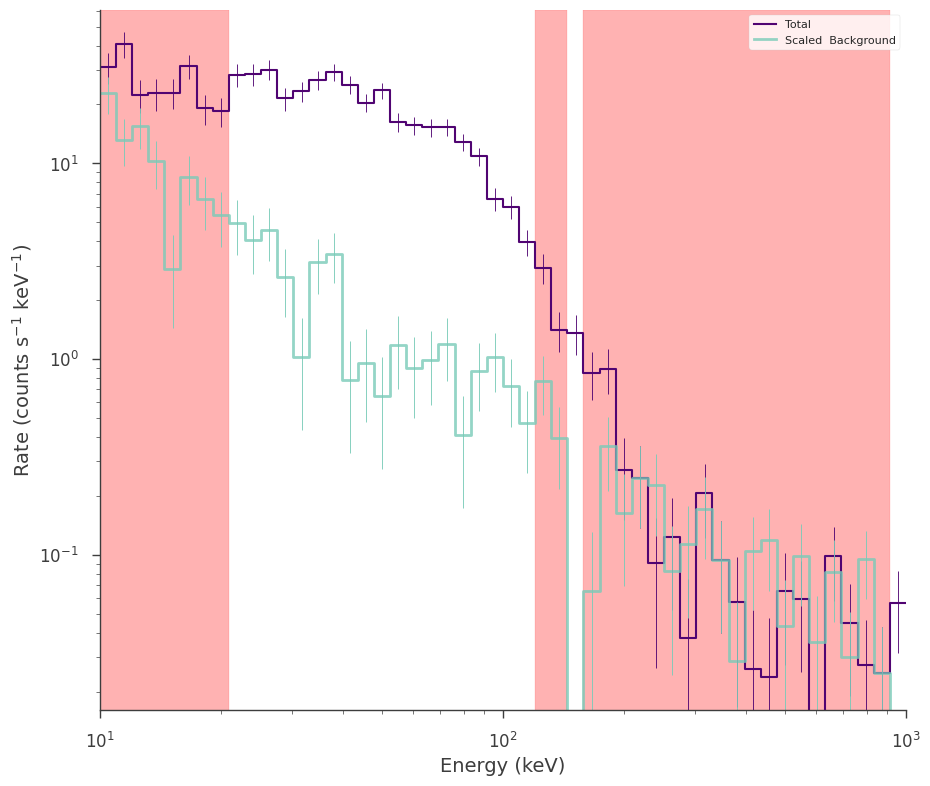 Total
Scaled  Background
Rate (counts s⁻¹ keV⁻¹)
10¹
10⁰
10⁻¹
10¹
10²
10³
Energy (keV)